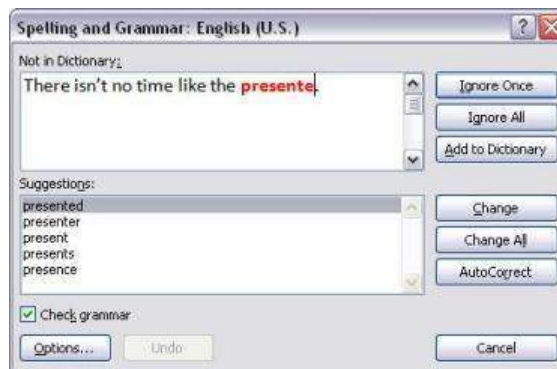 Spelling and Grammar: English (U.S.)
Not in Dictionary:
There isn't no time like the presente.
Ignore Once
Ignore All
Add to Dictionary
Suggestions:
presented
presenter
present
presents
presence
Change
Change All
AutoCorrect
Check grammar
Options...
Undo
Cancel